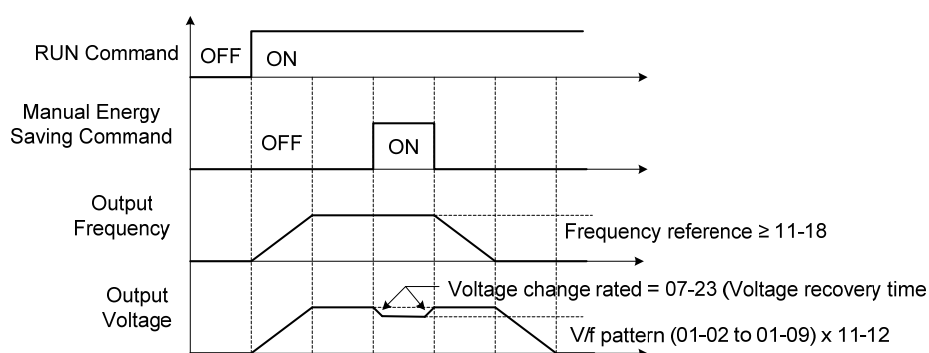 RUN Command
OFF
ON
Manual Energy
Saving Command
OFF
ON
Output
Frequency
Frequency reference ≥ 11-18
Output
Voltage
Voltage change rated = 07-23 (Voltage recovery time
V/f pattern (01-02 to 01-09) x 11-12